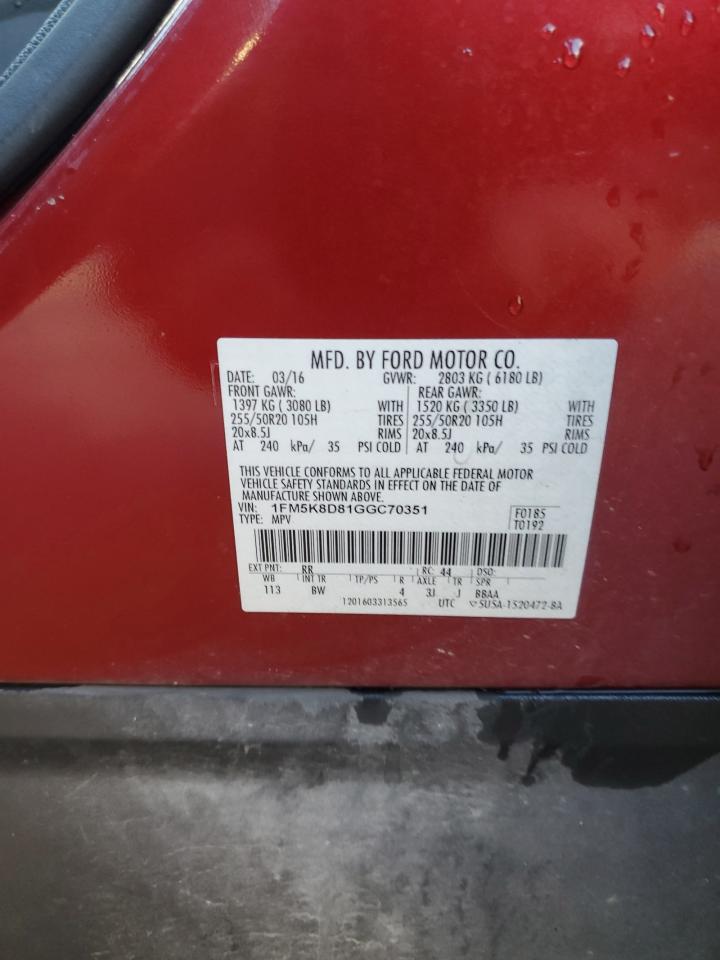 MFD. BY FORD MOTOR CO.
DATE: 03/16 GVWR: 2803 KG ( 6180 LB)
FRONT GAWR: REAR GAWR:
1397 KG ( 3080 LB) WITH 1520 KG ( 3350 LB) WITH
255/50R20 105H TIRES 255/50R20 105H TIRES
20x8.5J RIMS 20x8.5J RIMS
AT 240 kPa/ 35 PSI COLD AT 240 kPa/ 35 PSI COLD
THIS VEHICLE CONFORMS TO ALL APPLICABLE FEDERAL MOTOR
VEHICLE SAFETY STANDARDS IN EFFECT ON THE DATE OF
MANUFACTURE SHOWN ABOVE.
VIN: 1FM5K8D81GGC70351 F0185
TYPE: MPV T0192
EXT PNT: RR RC: 44 DSO:
WB INT TR TP/PS R AXLE TR SPR
113 BW 4 3J J BBAA
1201603313565 UTC 5U5A-1520472-BA